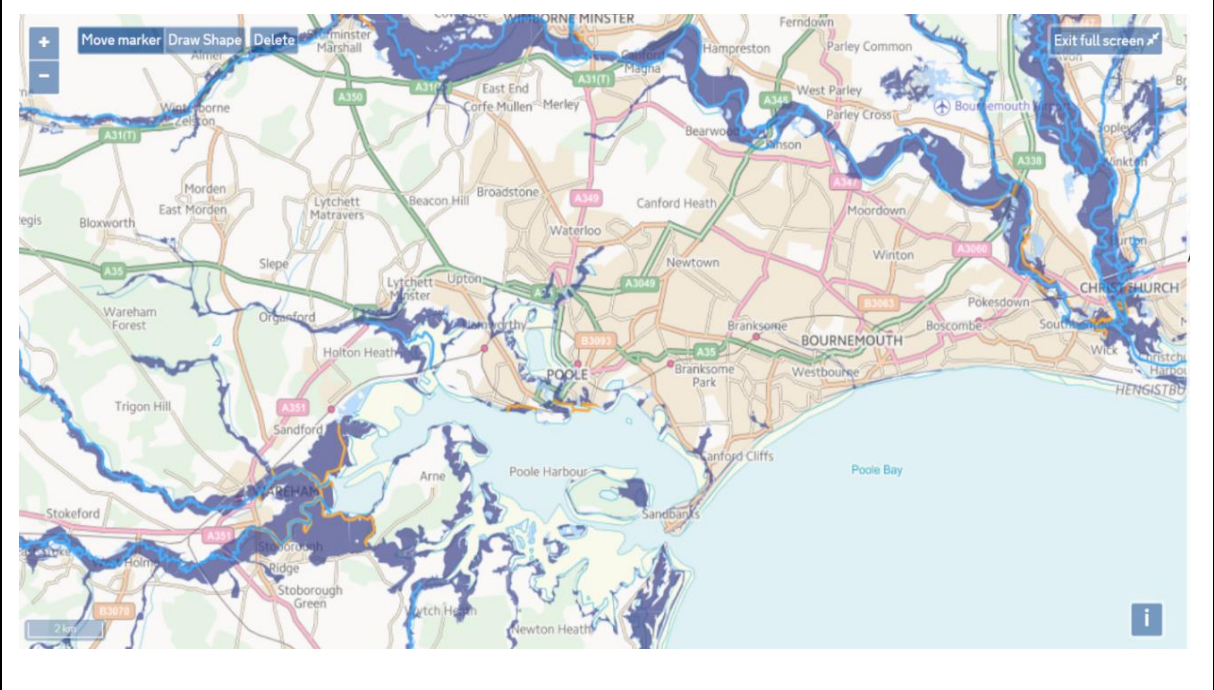 WIMBORNE MINSTER
Ferndown
+
Move marker
Draw Shape
Delete
Marshall
Hampreston
Parley Common
Exit full screen
Almer
Canford
Magna
−
A31(T)
East End
A350
Corfe Mullen
Merley
West Parley
A348
Winterborne
Zelston
Parley Cross
A31(T)
Bearwood
Sopley
A338
Morden
East Morden
Broadstone
A347
Lytchett
Matravers
Beacon Hill
A349
Canford Heath
Moordown
Bloxworth
Waterloo
A3060
Winton
Slepe
Newtown
A35
Lytchett
Minster
Upton
A3049
CHRISTCHURCH
Wareham
Forest
Organford
B3063
Pokesdown
Branksome
Boscombe
Holton Heath
B3093
BOURNEMOUTH
A35
Wick
POOLE
Branksome
Park
Westbourne
Trigon Hill
A351
HENGISTBU
Sandford
Canford Cliffs
Arne
Poole Harbour
Poole Bay
WAREHAM
Stokeford
Sandbanks
A351
Stoborough
Ridge
Stoborough
Green
B3070
Wytch Heath
2 km
Newton Heath
i